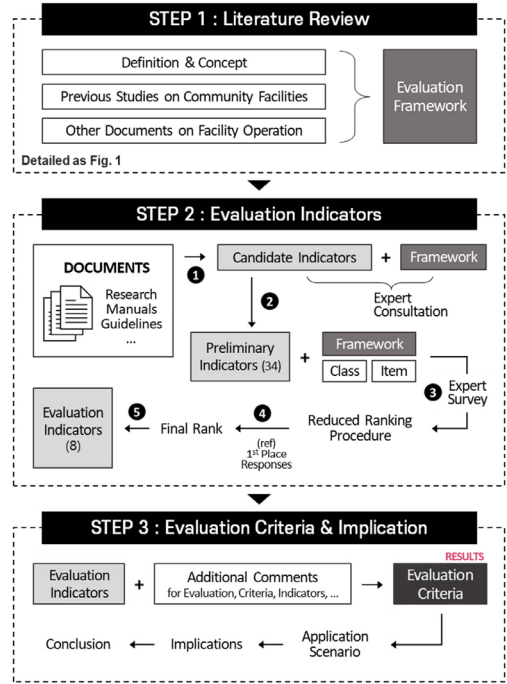 STEP 1 : Literature Review
Definition & Concept
Previous Studies on Community Facilities
Other Documents on Facility Operation
Evaluation
Framework
Detailed as Fig. 1
STEP 2 : Evaluation Indicators
DOCUMENTS
Research
Manuals
Guidelines
...
1
Candidate Indicators
+
Framework
Expert
Consultation
2
Preliminary
Indicators (34)
+
Framework
Class
Item
3
Expert
Survey
Reduced Ranking
Procedure
4
(ref)
1st Place
Responses
Final Rank
5
Evaluation
Indicators
(8)
STEP 3 : Evaluation Criteria & Implication
RESULTS
Evaluation
Indicators
+
Additional Comments
for Evaluation, Criteria, Indicators, ...
Evaluation
Criteria
Application
Scenario
Implications
Conclusion